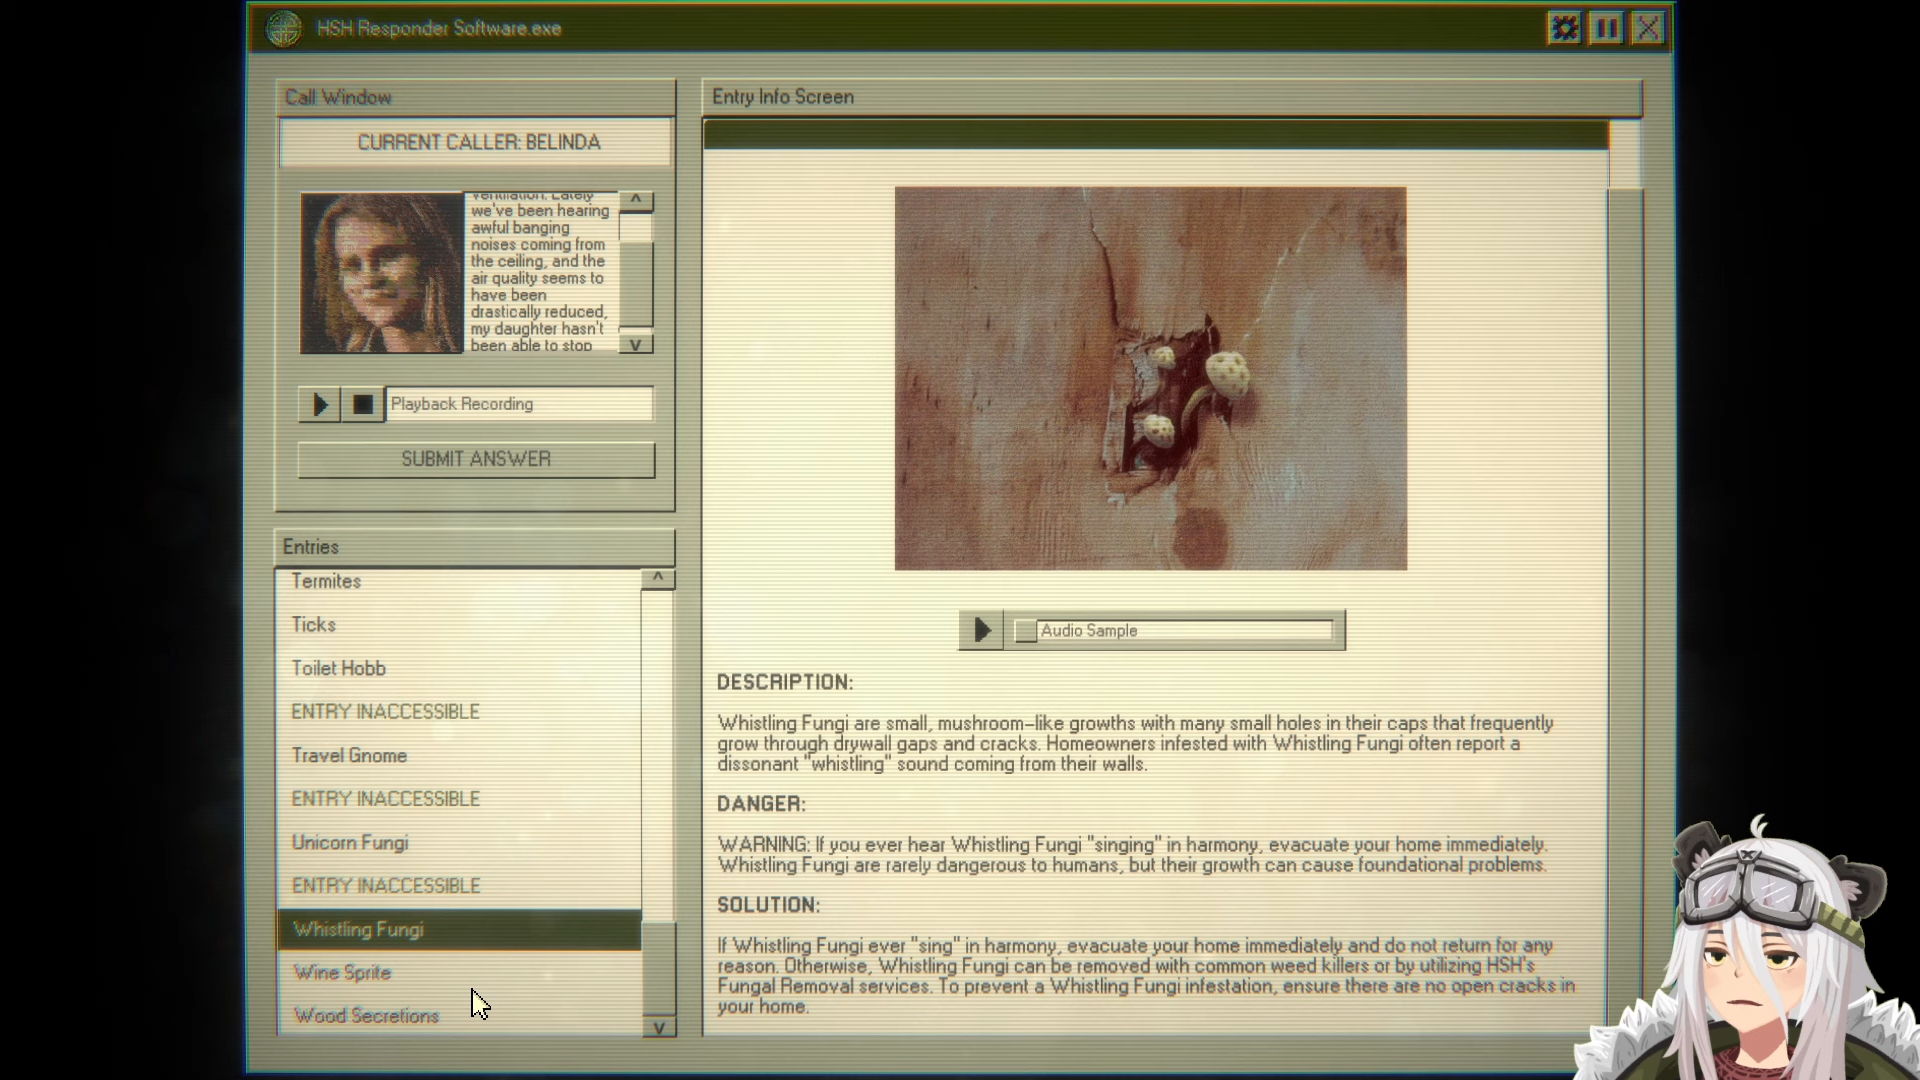 HSH Responder Software.exe
Call Window
CURRENT CALLER: BELINDA
ventilation. Lately
we've been hearing
awful banging
noises coming from
the ceiling, and the
air quality seems to
have been
drastically reduced,
my daughter hasn't
been able to stop
Playback Recording
SUBMIT ANSWER
Entries
Termites
Ticks
Toilet Hobb
ENTRY INACCESSIBLE
Travel Gnome
ENTRY INACCESSIBLE
Unicorn Fungi
ENTRY INACCESSIBLE
Whistling Fungi
Wine Sprite
Wood Secretions
Entry Info Screen
Audio Sample
DESCRIPTION:
Whistling Fungi are small, mushroom-like growths with many small holes in their caps that frequently
grow through drywall gaps and cracks. Homeowners infested with Whistling Fungi often report a
dissonant "whistling" sound coming from their walls.
DANGER:
WARNING: If you ever hear Whistling Fungi "singing" in harmony, evacuate your home immediately.
Whistling Fungi are rarely dangerous to humans, but their growth can cause foundational problems.
SOLUTION:
If Whistling Fungi ever "sing" in harmony, evacuate your home immediately and do not return for any
reason. Otherwise, Whistling Fungi can be removed with common weed killers or by utilizing HSH's
Fungal Removal services. To prevent a Whistling Fungi infestation, ensure there are no open cracks in
your home.